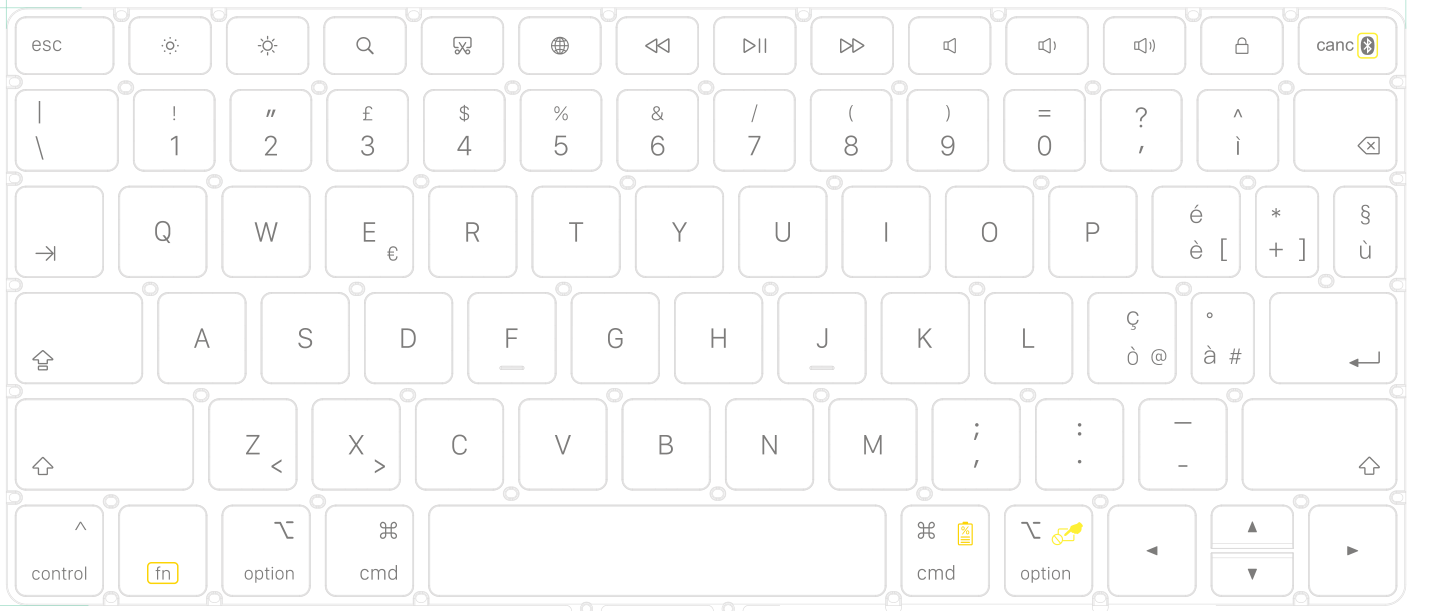 esc canc
| ! " £ $ % & / ( ) = ? ^
\ 1 2 3 4 5 6 7 8 9 0 ' ì
Q W E € R T Y U I O P é * §
è [ + ] ù
A S D F G H J K L ç °
ò @ à #
Z < X > C V B N M ; : —
, . -
^ ⌥ ⌘ ⌘ % ⌥
control fn option cmd cmd option